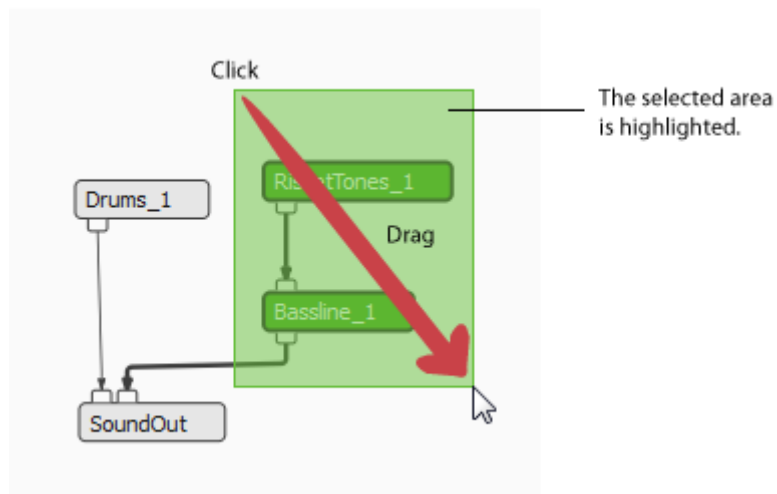 Click
The selected area
is highlighted.
Drums_1
Drag
Bassline_1
SoundOut